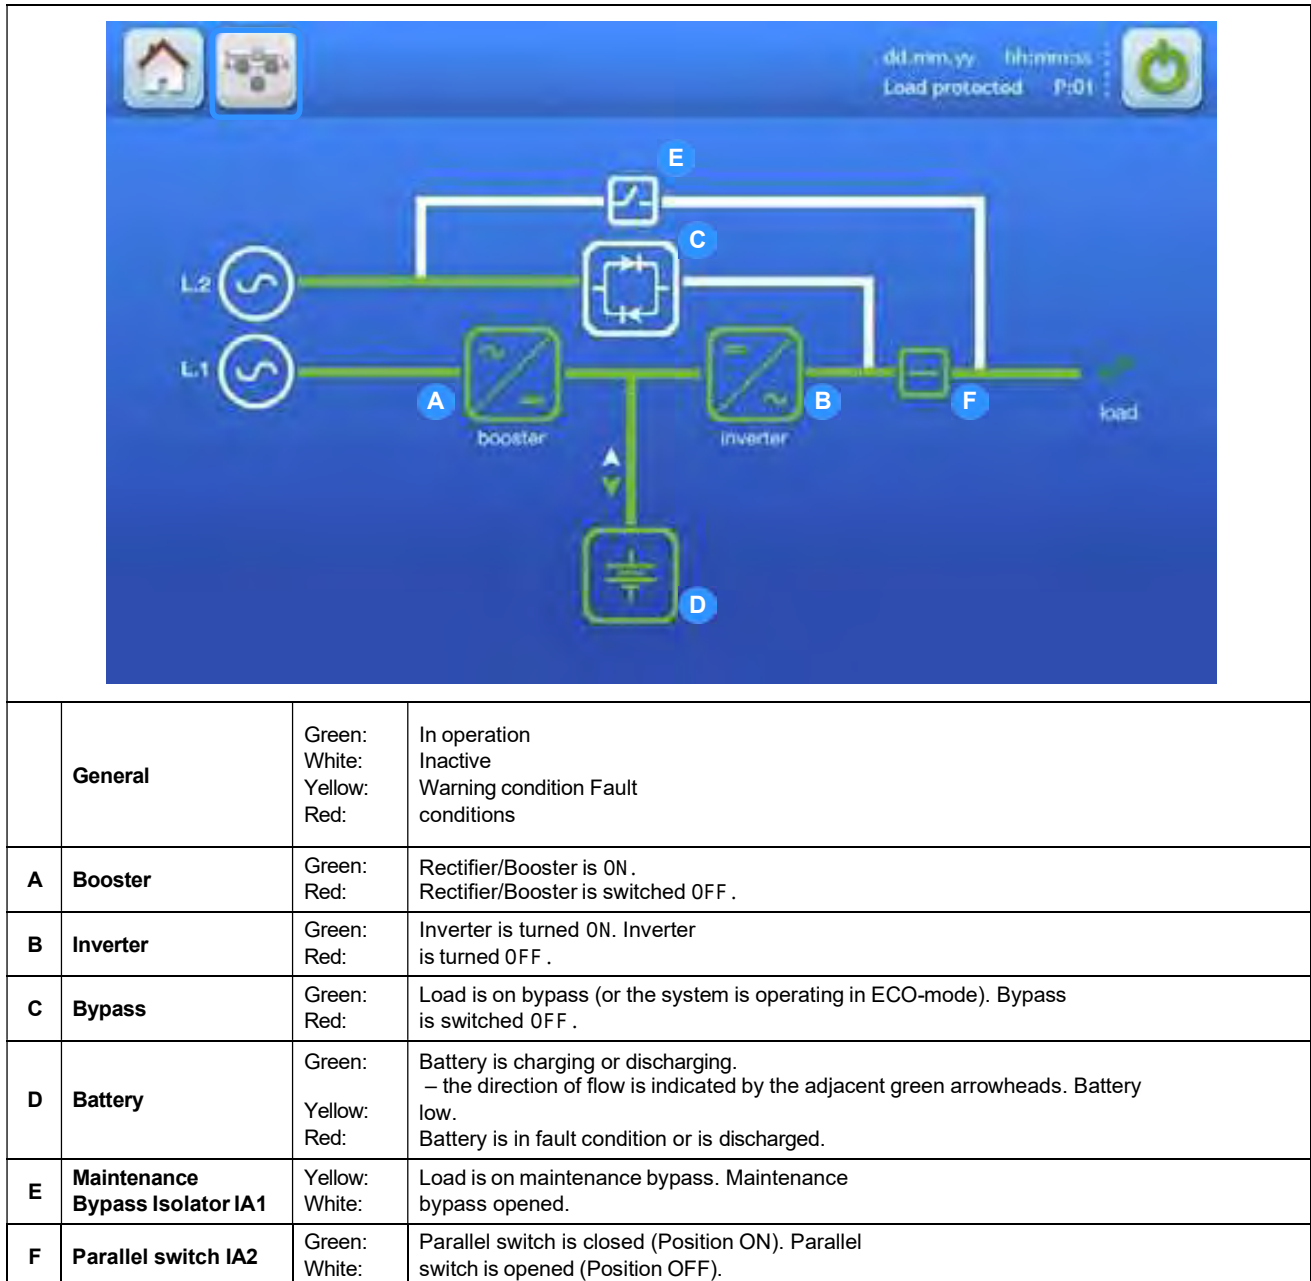 dd.mm.yy hh:mm:ss
Load protected P:01
E
C
L.2
L.1
A
B
F
booster
inverter
load
D
General
Green: In operation
White: Inactive
Yellow: Warning condition Fault
Red: conditions
A Booster
Green: Rectifier/Booster is ON.
Red: Rectifier/Booster is switched OFF.
B Inverter
Green: Inverter is turned ON. Inverter
Red: is turned OFF.
C Bypass
Green: Load is on bypass (or the system is operating in ECO-mode). Bypass
Red: is switched OFF.
D Battery
Green: Battery is charging or discharging.
– the direction of flow is indicated by the adjacent green arrowheads. Battery
Yellow: low.
Red: Battery is in fault condition or is discharged.
E Maintenance Bypass Isolator IA1
Yellow: Load is on maintenance bypass. Maintenance
White: bypass opened.
F Parallel switch IA2
Green: Parallel switch is closed (Position ON). Parallel
White: switch is opened (Position OFF).